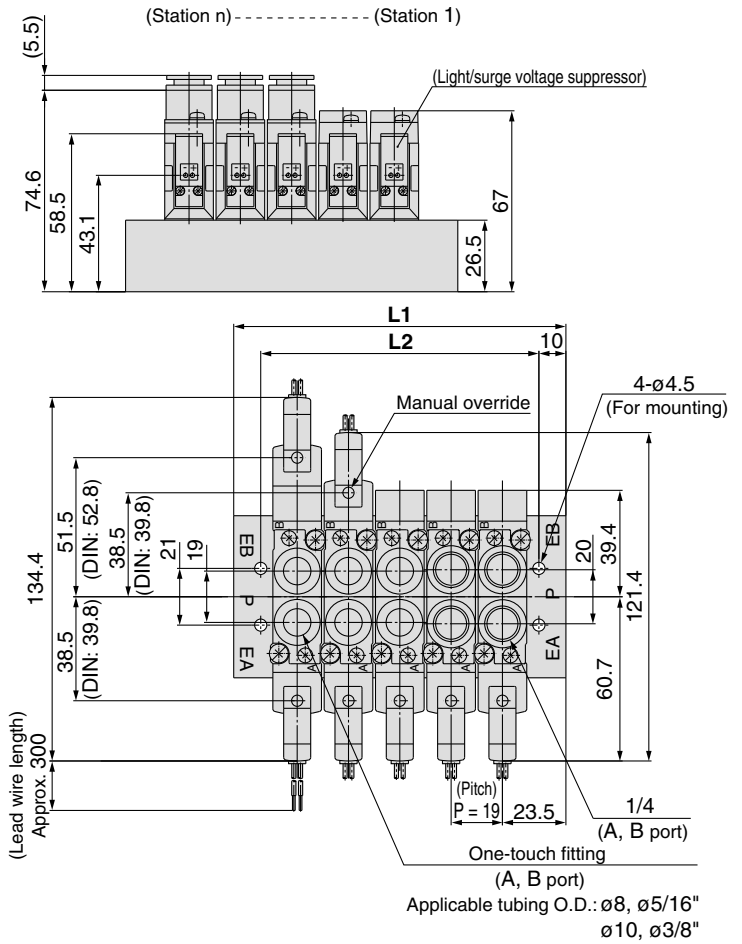 (Station n)
(Station 1)
(5.5)
(Light/surge voltage suppressor)
74.6
58.5
43.1
67
26.5
L1
L2
10
4-ø4.5
(For mounting)
Manual override
134.4
51.5
(DIN: 52.8)
38.5
(DIN: 39.8)
21
19
EB
P
EA
B
B
B
B
B
EB
P
EA
20
39.4
121.4
60.7
38.5
(DIN: 39.8)
A
A
A
A
A
(Lead wire length)
Approx. 300
(Pitch)
P = 19
23.5
1/4
(A, B port)
One-touch fitting
(A, B port)
Applicable tubing O.D.: ø8, ø5/16"
ø10, ø3/8"